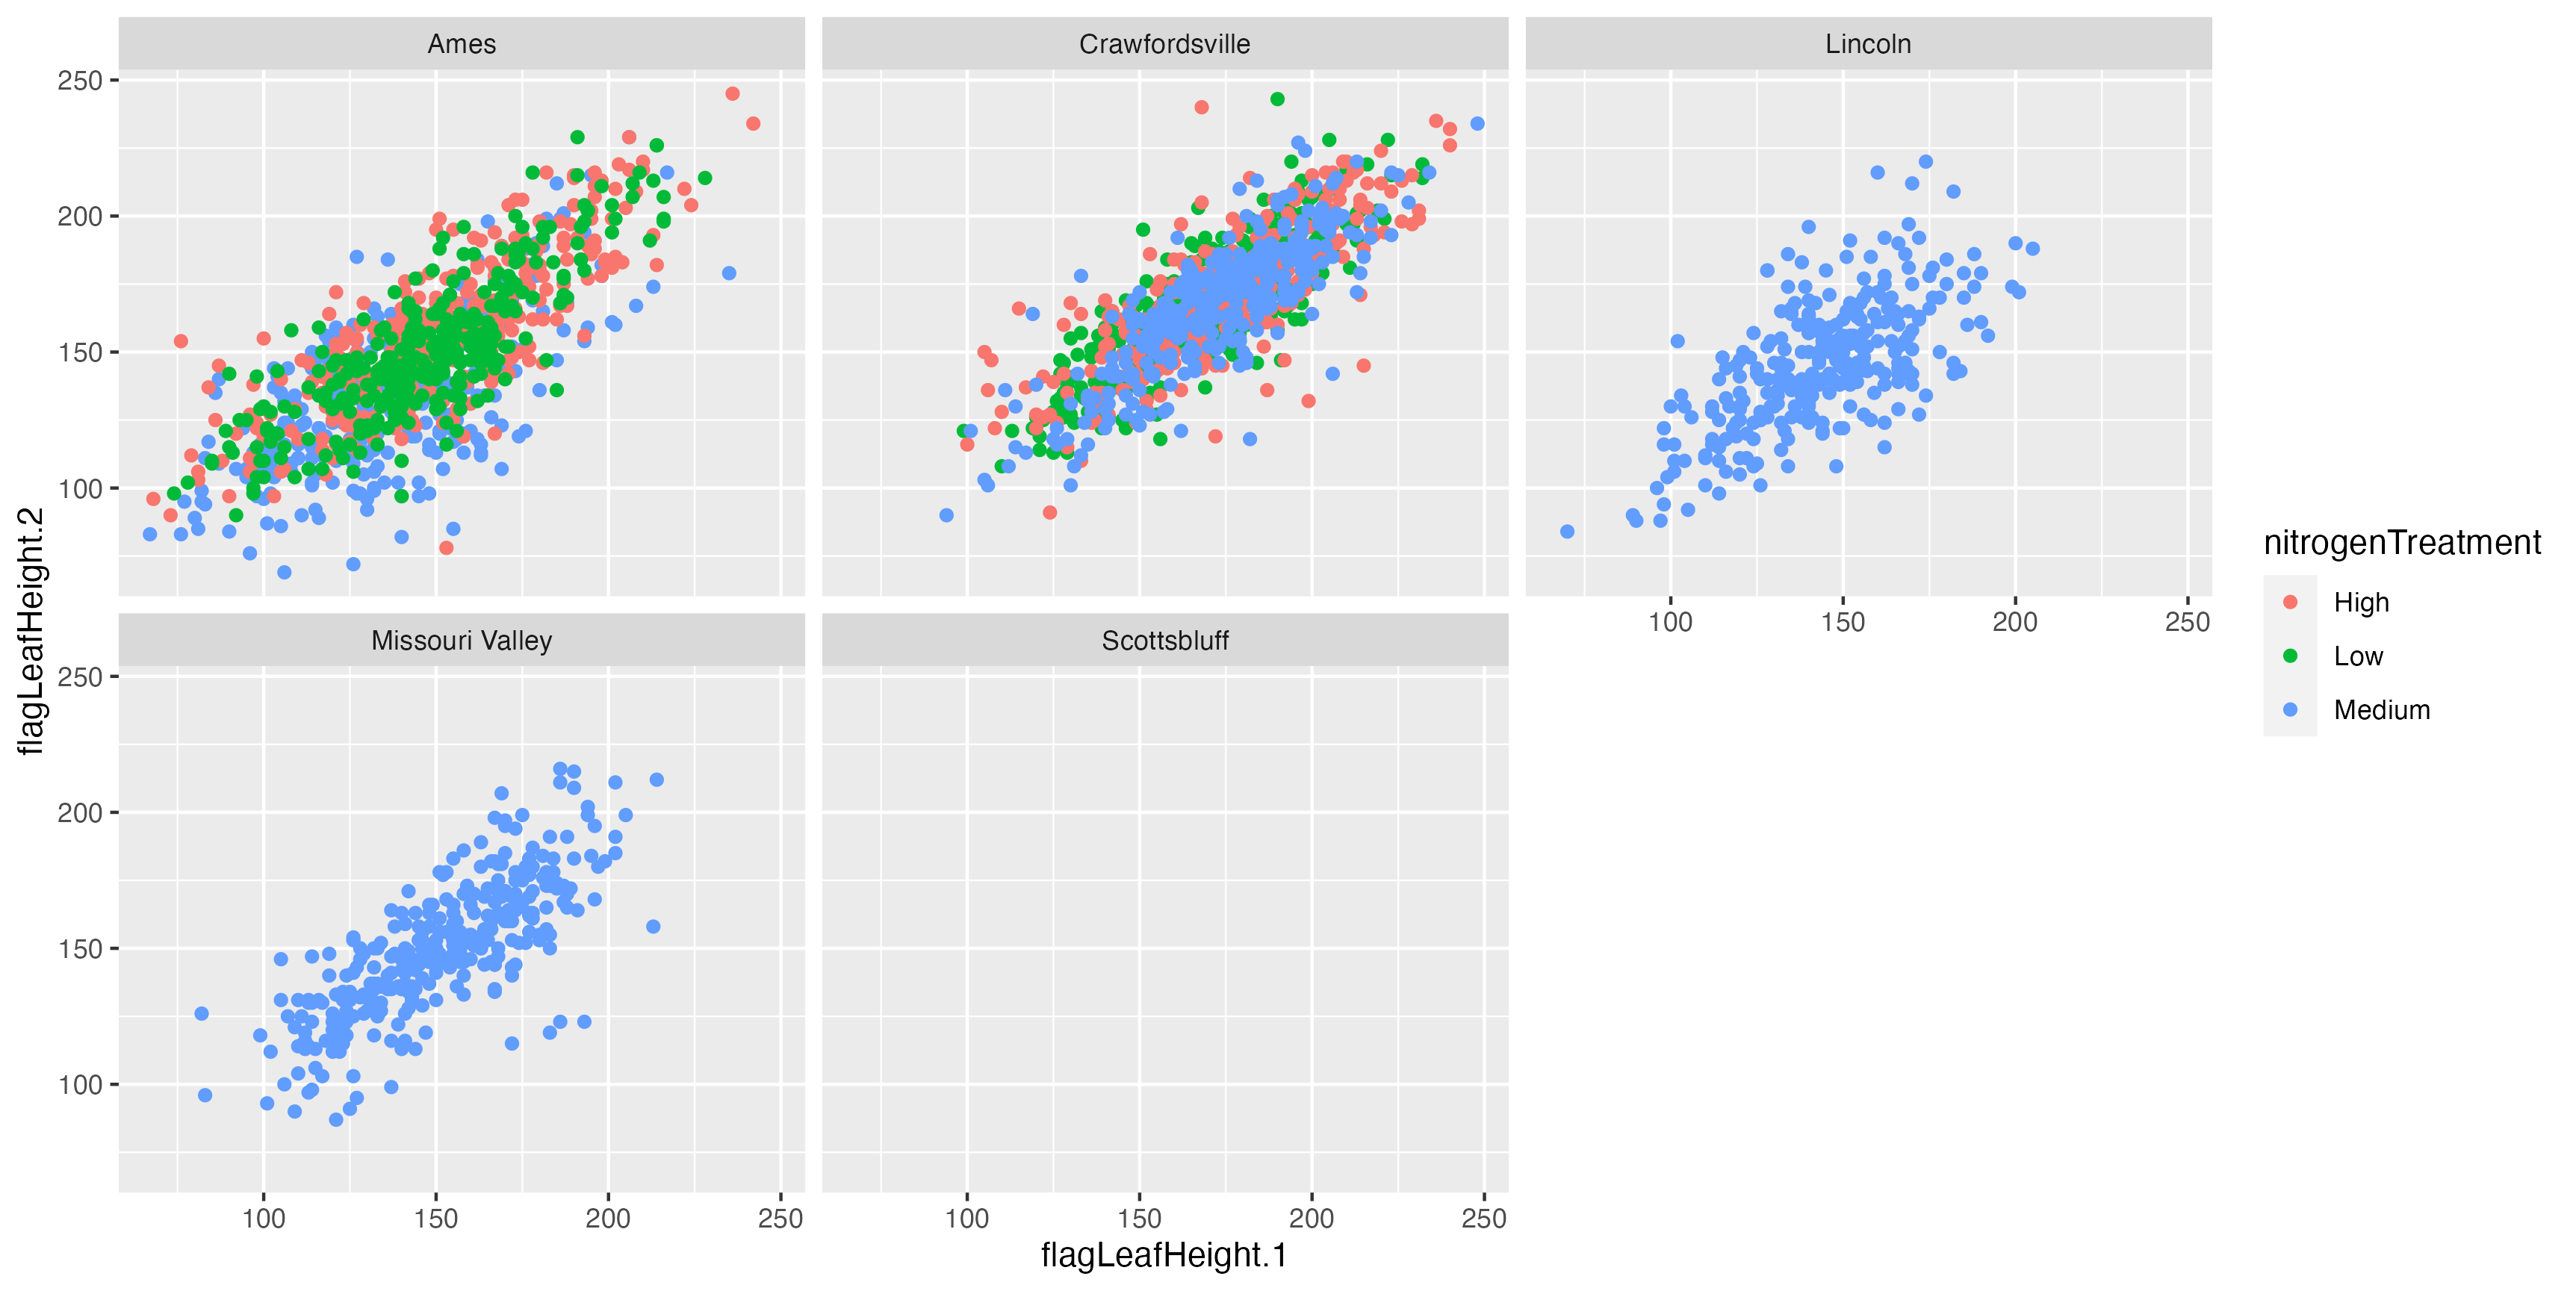 Ames
Crawfordsville
Lincoln
250
200
150
100
100 150 200 250
Missouri Valley
Scottsbluff
250
200
150
100
100 150 200 250
100 150 200 250
flagLeafHeight.2
flagLeafHeight.1
nitrogenTreatment
High
Low
Medium